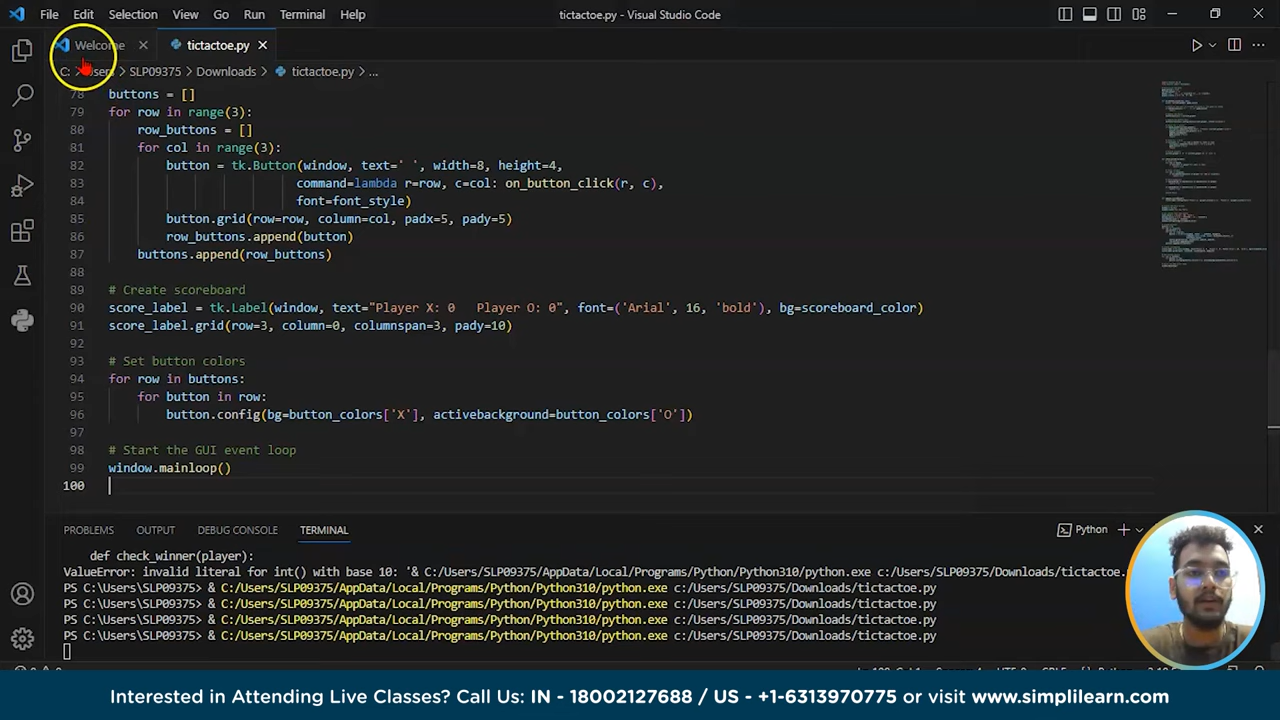 File Edit Selection View Go Run Terminal Help
tictactoe.py - Visual Studio Code
Welcome
tictactoe.py
C: > Users > SLP09375 > Downloads > tictactoe.py > ...
78 buttons = []
79 for row in range(3):
80 row_buttons = []
81 for col in range(3):
82 button = tk.Button(window, text=' ', width=8, height=4,
83 command=lambda r=row, c=col: on_button_click(r, c),
84 font=font_style)
85 button.grid(row=row, column=col, padx=5, pady=5)
86 row_buttons.append(button)
87 buttons.append(row_buttons)
88
89 # Create scoreboard
90 score_label = tk.Label(window, text="Player X: 0   Player O: 0", font=('Arial', 16, 'bold'), bg=scoreboard_color)
91 score_label.grid(row=3, column=0, columnspan=3, pady=10)
92
93 # Set button colors
94 for row in buttons:
95 for button in row:
96 button.config(bg=button_colors['X'], activebackground=button_colors['O'])
97
98 # Start the GUI event loop
99 window.mainloop()
100
PROBLEMS OUTPUT DEBUG CONSOLE TERMINAL
Python
def check_winner(player):
ValueError: invalid literal for int() with base 10: '& C:/Users/SLP09375/AppData/Local/Programs/Python/Python310/python.exe c:/Users/SLP09375/Downloads/tictactoe.
PS C:\Users\SLP09375> & C:/Users/SLP09375/AppData/Local/Programs/Python/Python310/python.exe c:/Users/SLP09375/Downloads/tictactoe.py
PS C:\Users\SLP09375> & C:/Users/SLP09375/AppData/Local/Programs/Python/Python310/python.exe c:/Users/SLP09375/Downloads/tictactoe.py
PS C:\Users\SLP09375> & C:/Users/SLP09375/AppData/Local/Programs/Python/Python310/python.exe c:/Users/SLP09375/Downloads/tictactoe.py
PS C:\Users\SLP09375> & C:/Users/SLP09375/AppData/Local/Programs/Python/Python310/python.exe c:/Users/SLP09375/Downloads/tictactoe.py
Interested in Attending Live Classes? Call Us: IN - 18002127688 / US - +1-6313970775 or visit www.simplilearn.com